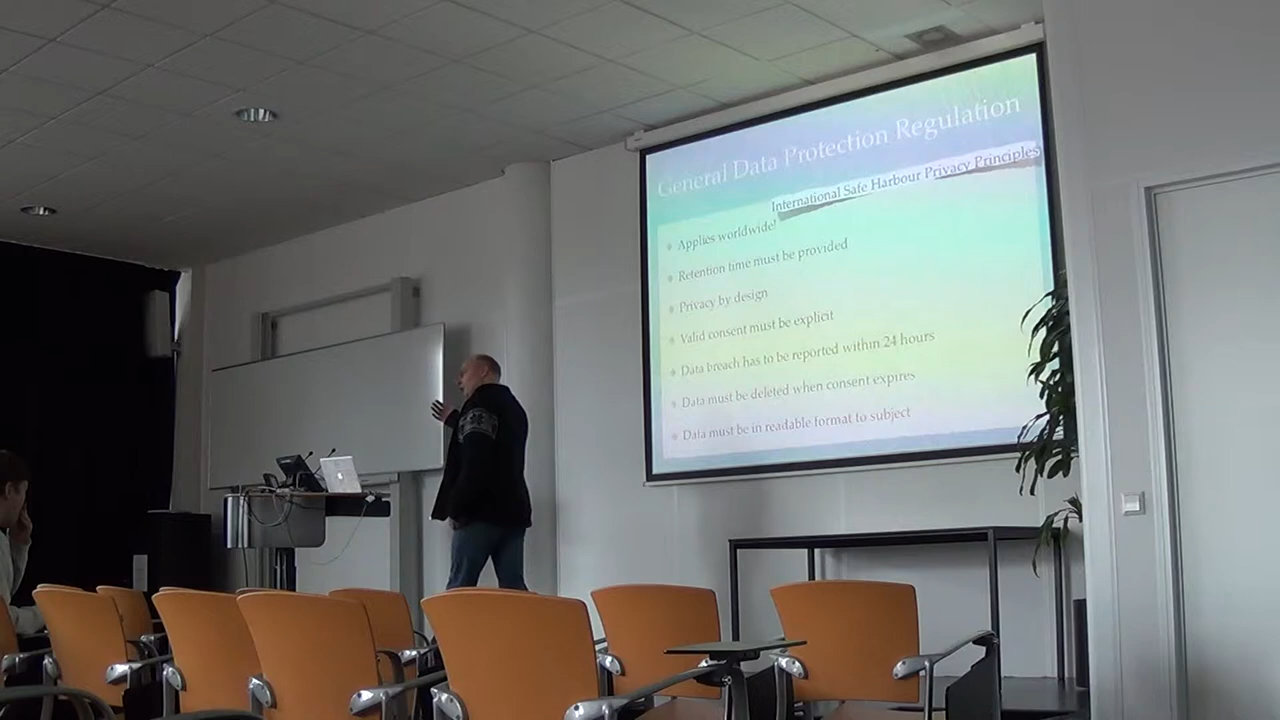 General Data Protection Regulation
International Safe Harbour Privacy Principles
Applies worldwide!
Retention time must be provided
Privacy by design
Valid consent must be explicit
Data breach has to be reported within 24 hours
Data must be deleted when consent expires
Data must be in readable format to subject